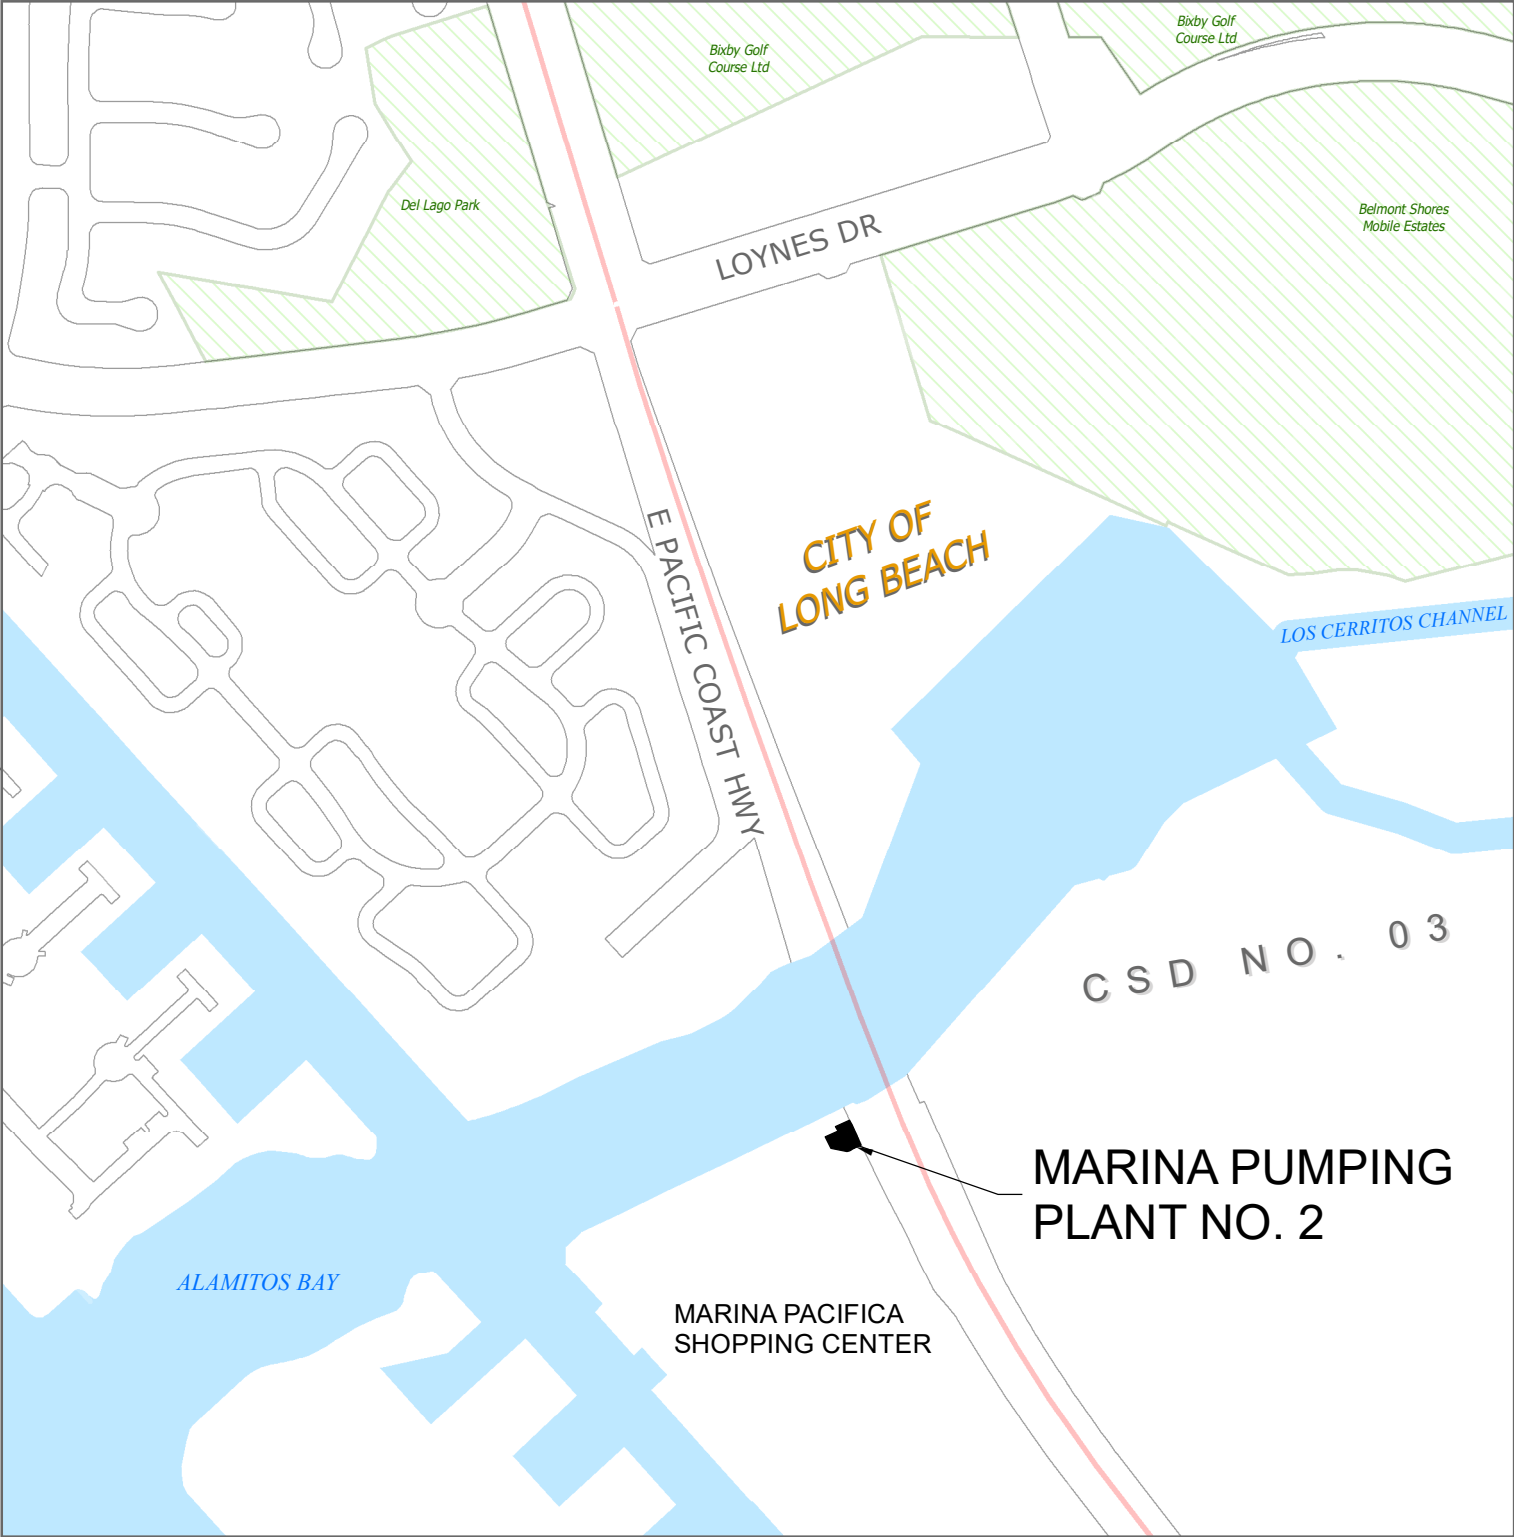 Bixby Golf
Course Ltd
Bixby Golf
Course Ltd
Del Lago Park
Belmont Shores
Mobile Estates
LOYNES DR
E PACIFIC COAST HWY
CITY OF
LONG BEACH
LOS CERRITOS CHANNEL
CSD NO. 03
MARINA PUMPING
PLANT NO. 2
ALAMITOS BAY
MARINA PACIFICA
SHOPPING CENTER